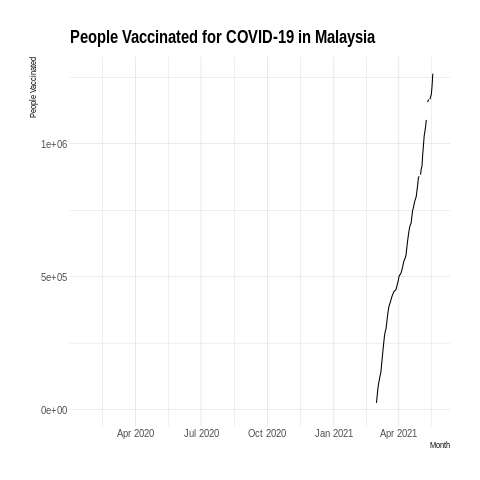 People Vaccinated for COVID-19 in Malaysia
People Vaccinated
1e+06
5e+05
0e+00
Apr 2020 Jul 2020 Oct 2020 Jan 2021 Apr 2021
Month